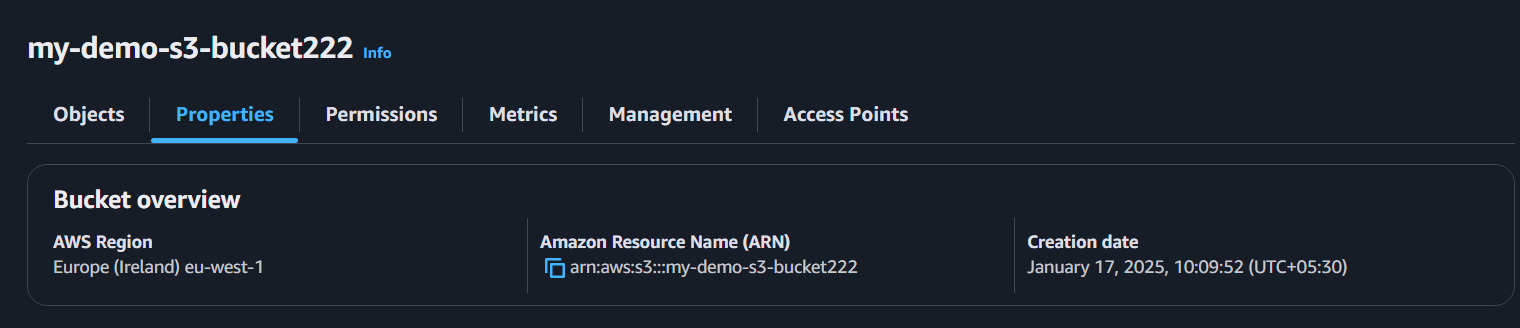 my-demo-s3-bucket222 Info
Objects Properties Permissions Metrics Management Access Points
Bucket overview
AWS Region
Europe (Ireland) eu-west-1
Amazon Resource Name (ARN)
arn:aws:s3:::my-demo-s3-bucket222
Creation date
January 17, 2025, 10:09:52 (UTC+05:30)